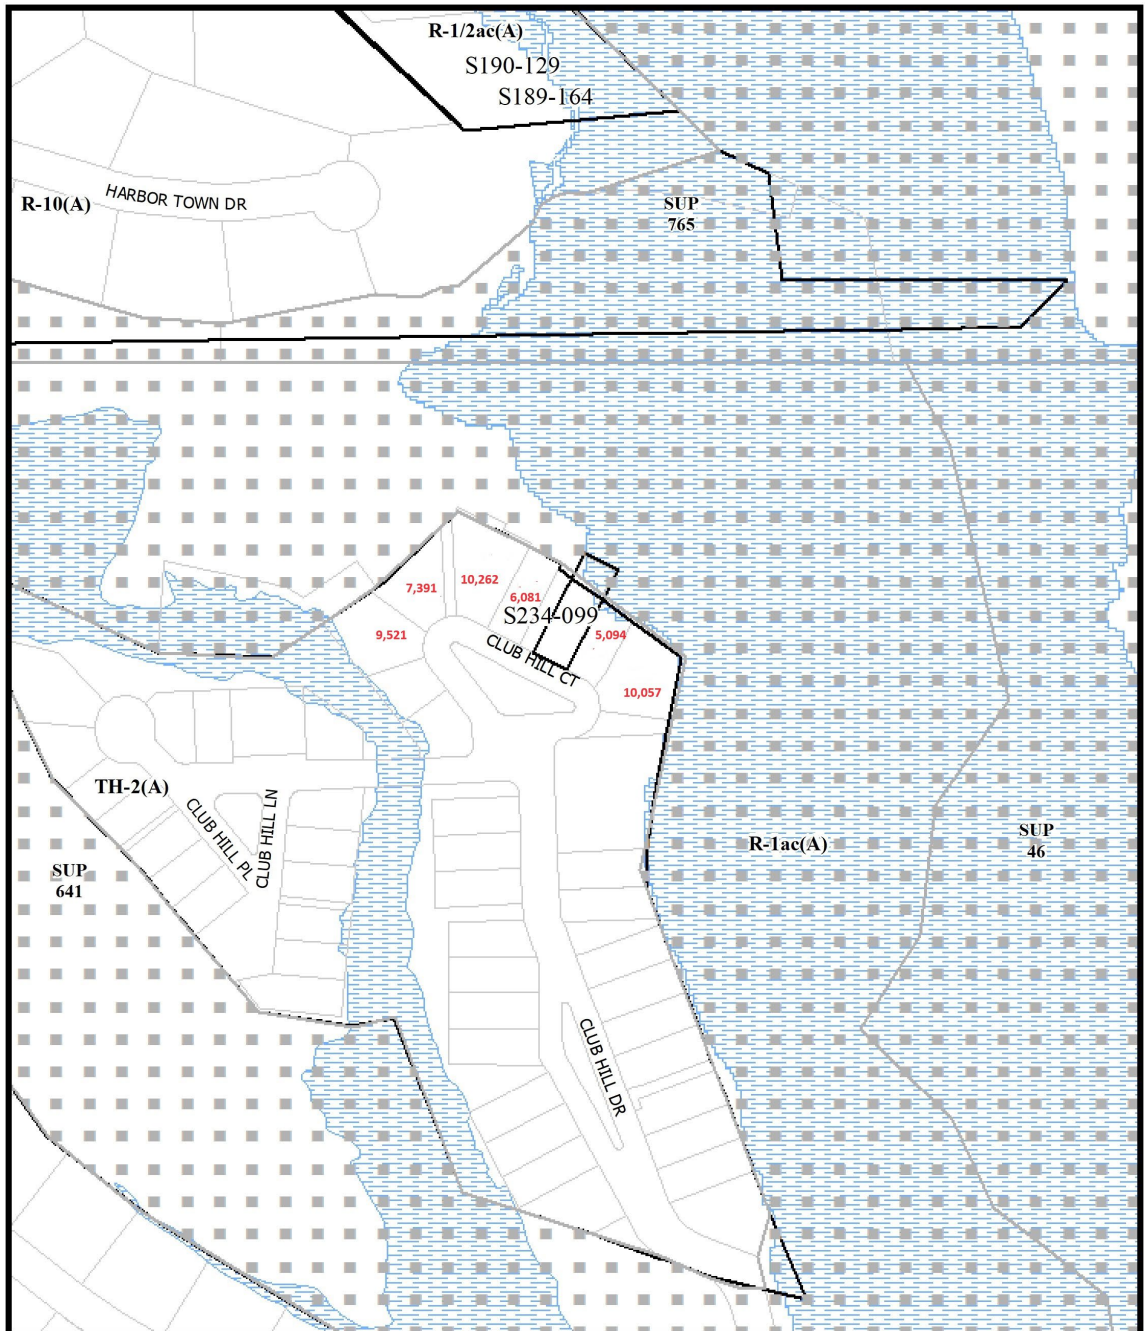 R-1/2ac(A)
S190-129
S189-164
HARBOR TOWN DR
R-10(A)
SUP
765
10,262
7,391
6,081
S234-099
9,521
5,094
CLUB HILL CT
10,057
TH-2(A)
CLUB HILL PL
CLUB HILL LN
R-1ac(A)
SUP
46
SUP
641
CLUB HILL DR